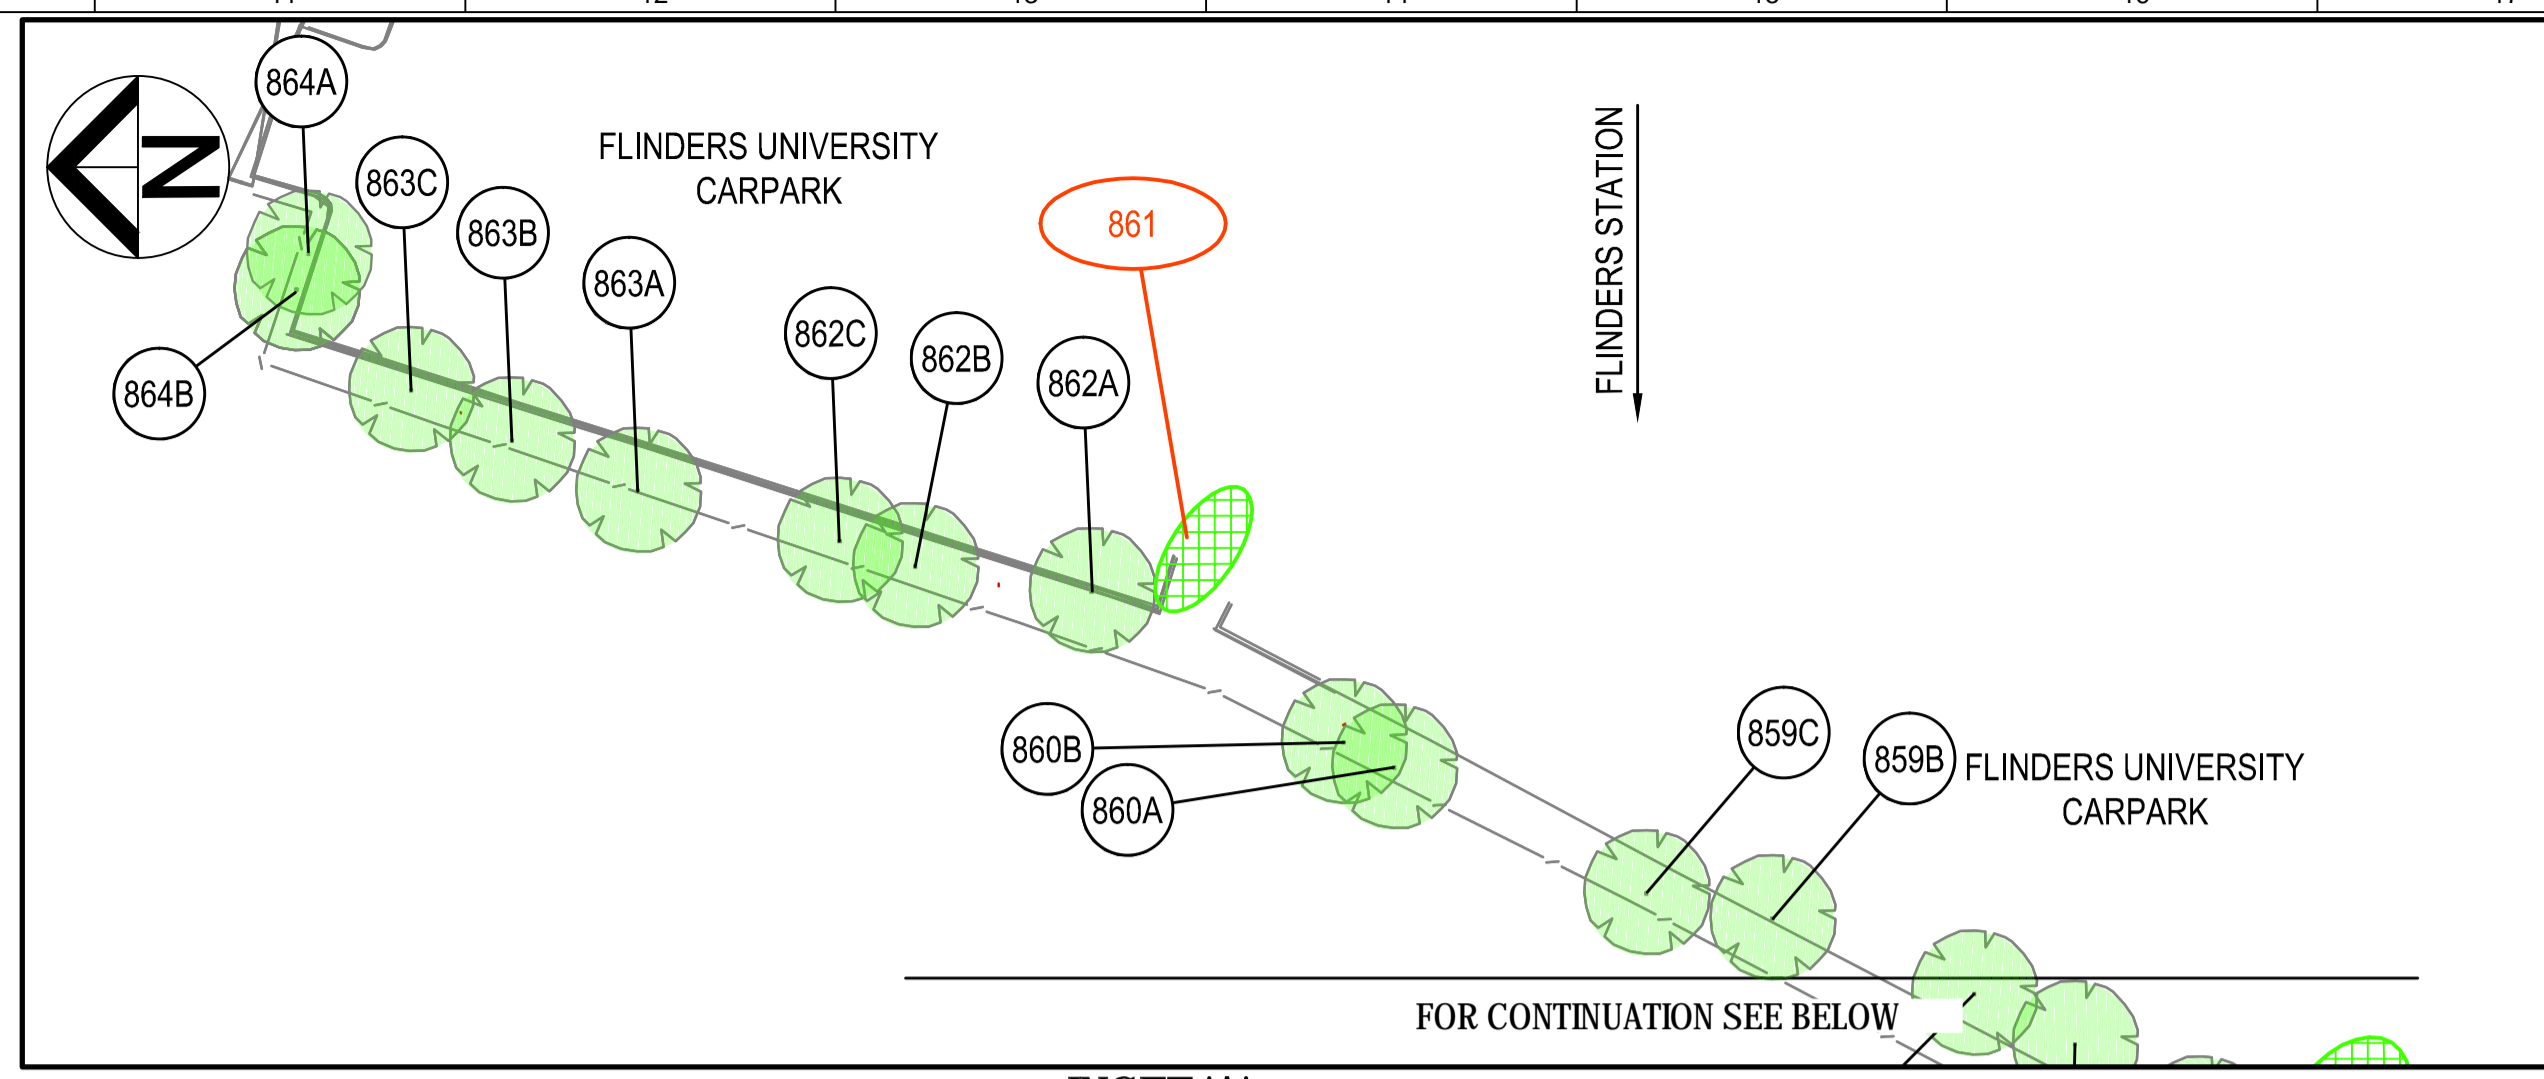 864A
N
863C
863B
863A
FLINDERS UNIVERSITY
CARPARK
861
FLINDERS STATION
862C
862B
862A
864B
860B
860A
859C
859B
FLINDERS UNIVERSITY
CARPARK
FOR CONTINUATION SEE BELOW